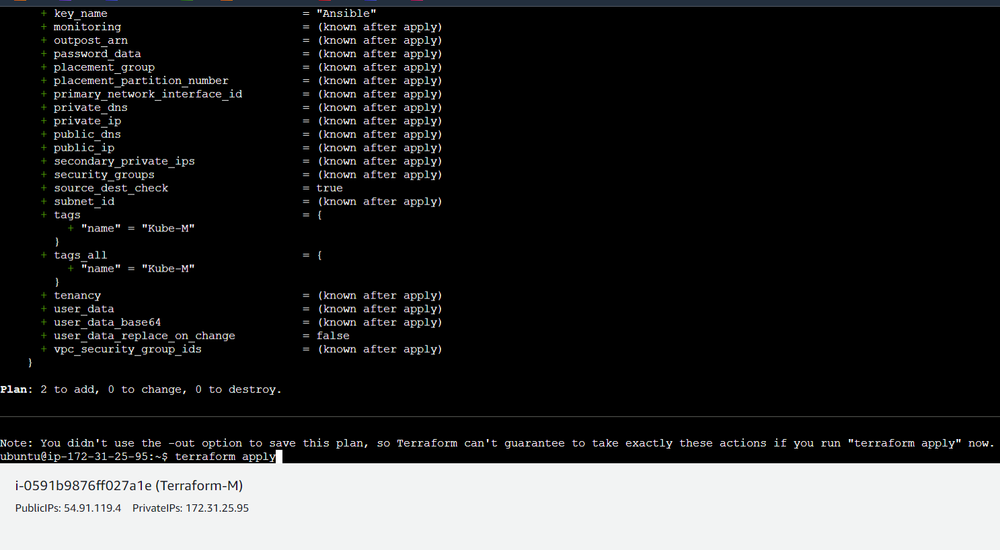 + key_name = "Ansible"
+ monitoring = (known after apply)
+ outpost_arn = (known after apply)
+ password_data = (known after apply)
+ placement_group = (known after apply)
+ placement_partition_number = (known after apply)
+ primary_network_interface_id = (known after apply)
+ private_dns = (known after apply)
+ private_ip = (known after apply)
+ public_dns = (known after apply)
+ public_ip = (known after apply)
+ secondary_private_ips = (known after apply)
+ security_groups = (known after apply)
+ source_dest_check = true
+ subnet_id = (known after apply)
+ tags = {
+ "name" = "Kube-M"
}
+ tags_all = {
+ "name" = "Kube-M"
}
+ tenancy = (known after apply)
+ user_data = (known after apply)
+ user_data_base64 = (known after apply)
+ user_data_replace_on_change = false
+ vpc_security_group_ids = (known after apply)
}
Plan: 2 to add, 0 to change, 0 to destroy.
Note: You didn't use the -out option to save this plan, so Terraform can't guarantee to take exactly these actions if you run "terraform apply" now.
ubuntu@ip-172-31-25-95:~$ terraform apply
i-0591b9876ff027a1e (Terraform-M)
PublicIPs: 54.91.119.4 PrivateIPs: 172.31.25.95